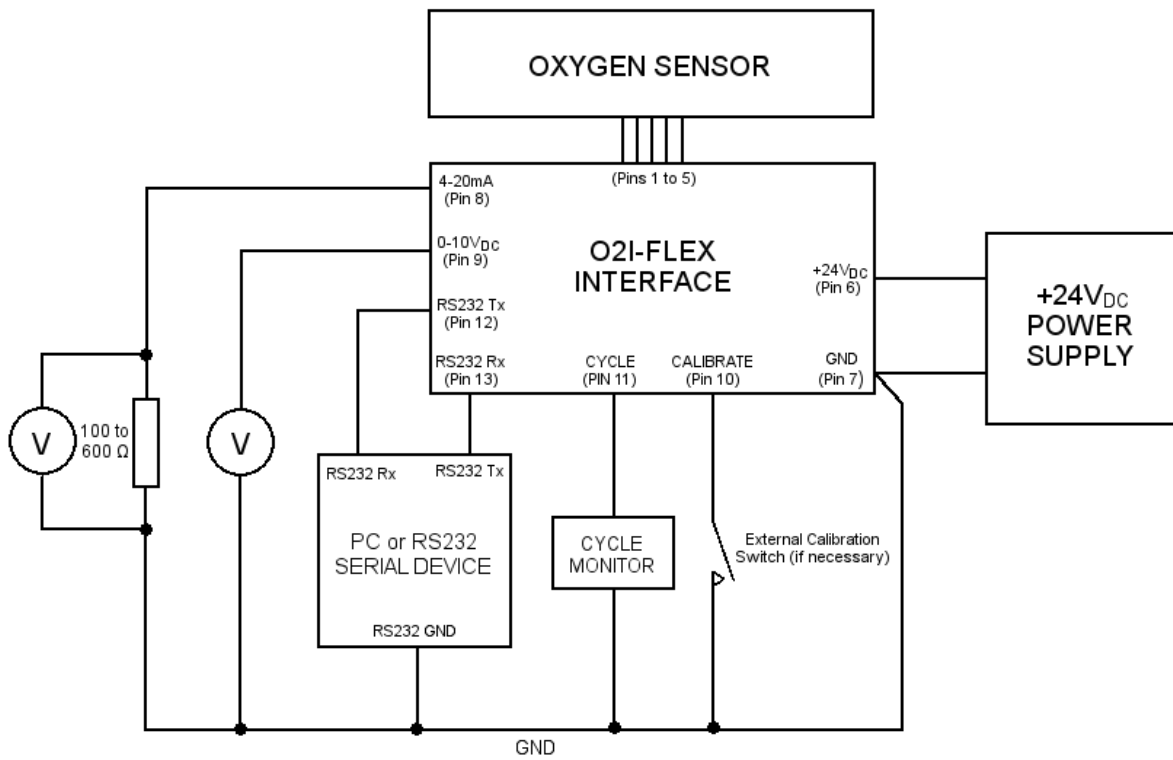 OXYGEN SENSOR
(Pins 1 to 5)
4-20mA
(Pin 8)
0-10VDC
(Pin 9)
RS232 Tx
(Pin 12)
RS232 Rx
(Pin 13)
O2I-FLEX
INTERFACE
CYCLE
(PIN 11)
CALIBRATE
(Pin 10)
+24VDC
(Pin 6)
GND
(Pin 7)
+24VDC
POWER
SUPPLY
V
100 to
600 Ω
V
RS232 Rx
RS232 Tx
PC or RS232
SERIAL DEVICE
RS232 GND
CYCLE
MONITOR
External Calibration
Switch (if necessary)
GND